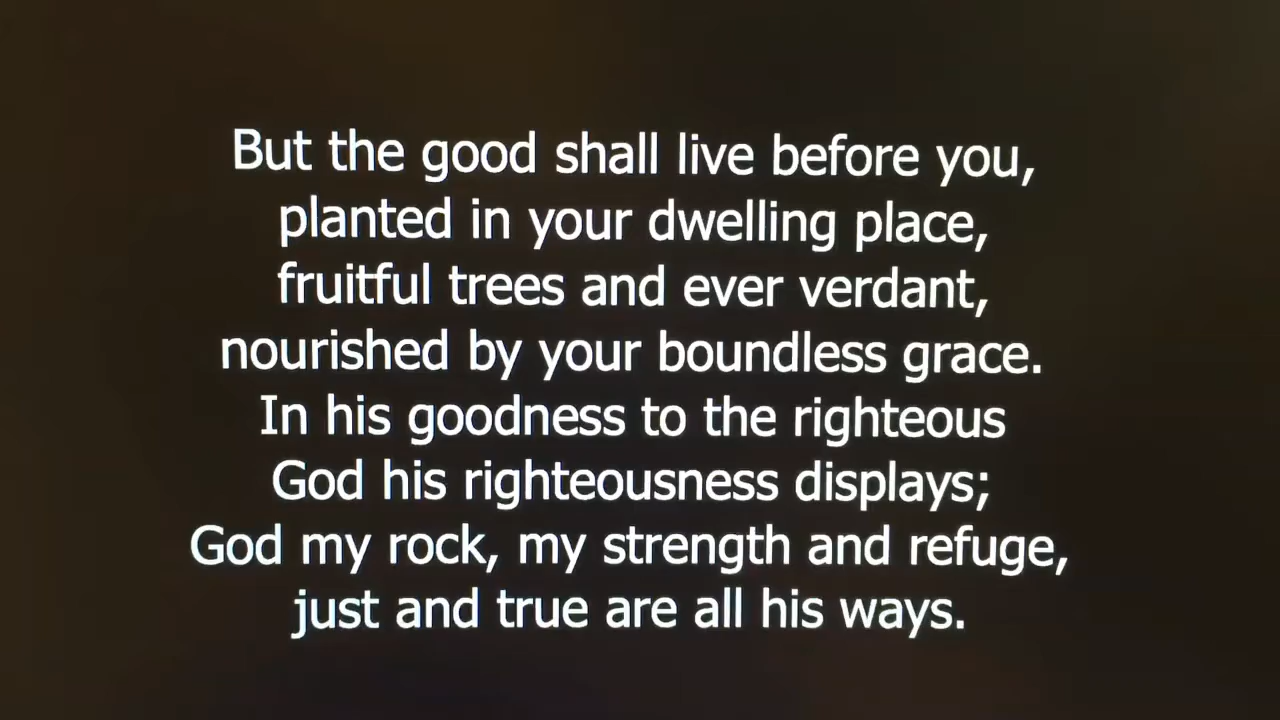 But the good shall live before you,
planted in your dwelling place,
fruitful trees and ever verdant,
nourished by your boundless grace.
In his goodness to the righteous
God his righteousness displays;
God my rock, my strength and refuge,
just and true are all his ways.